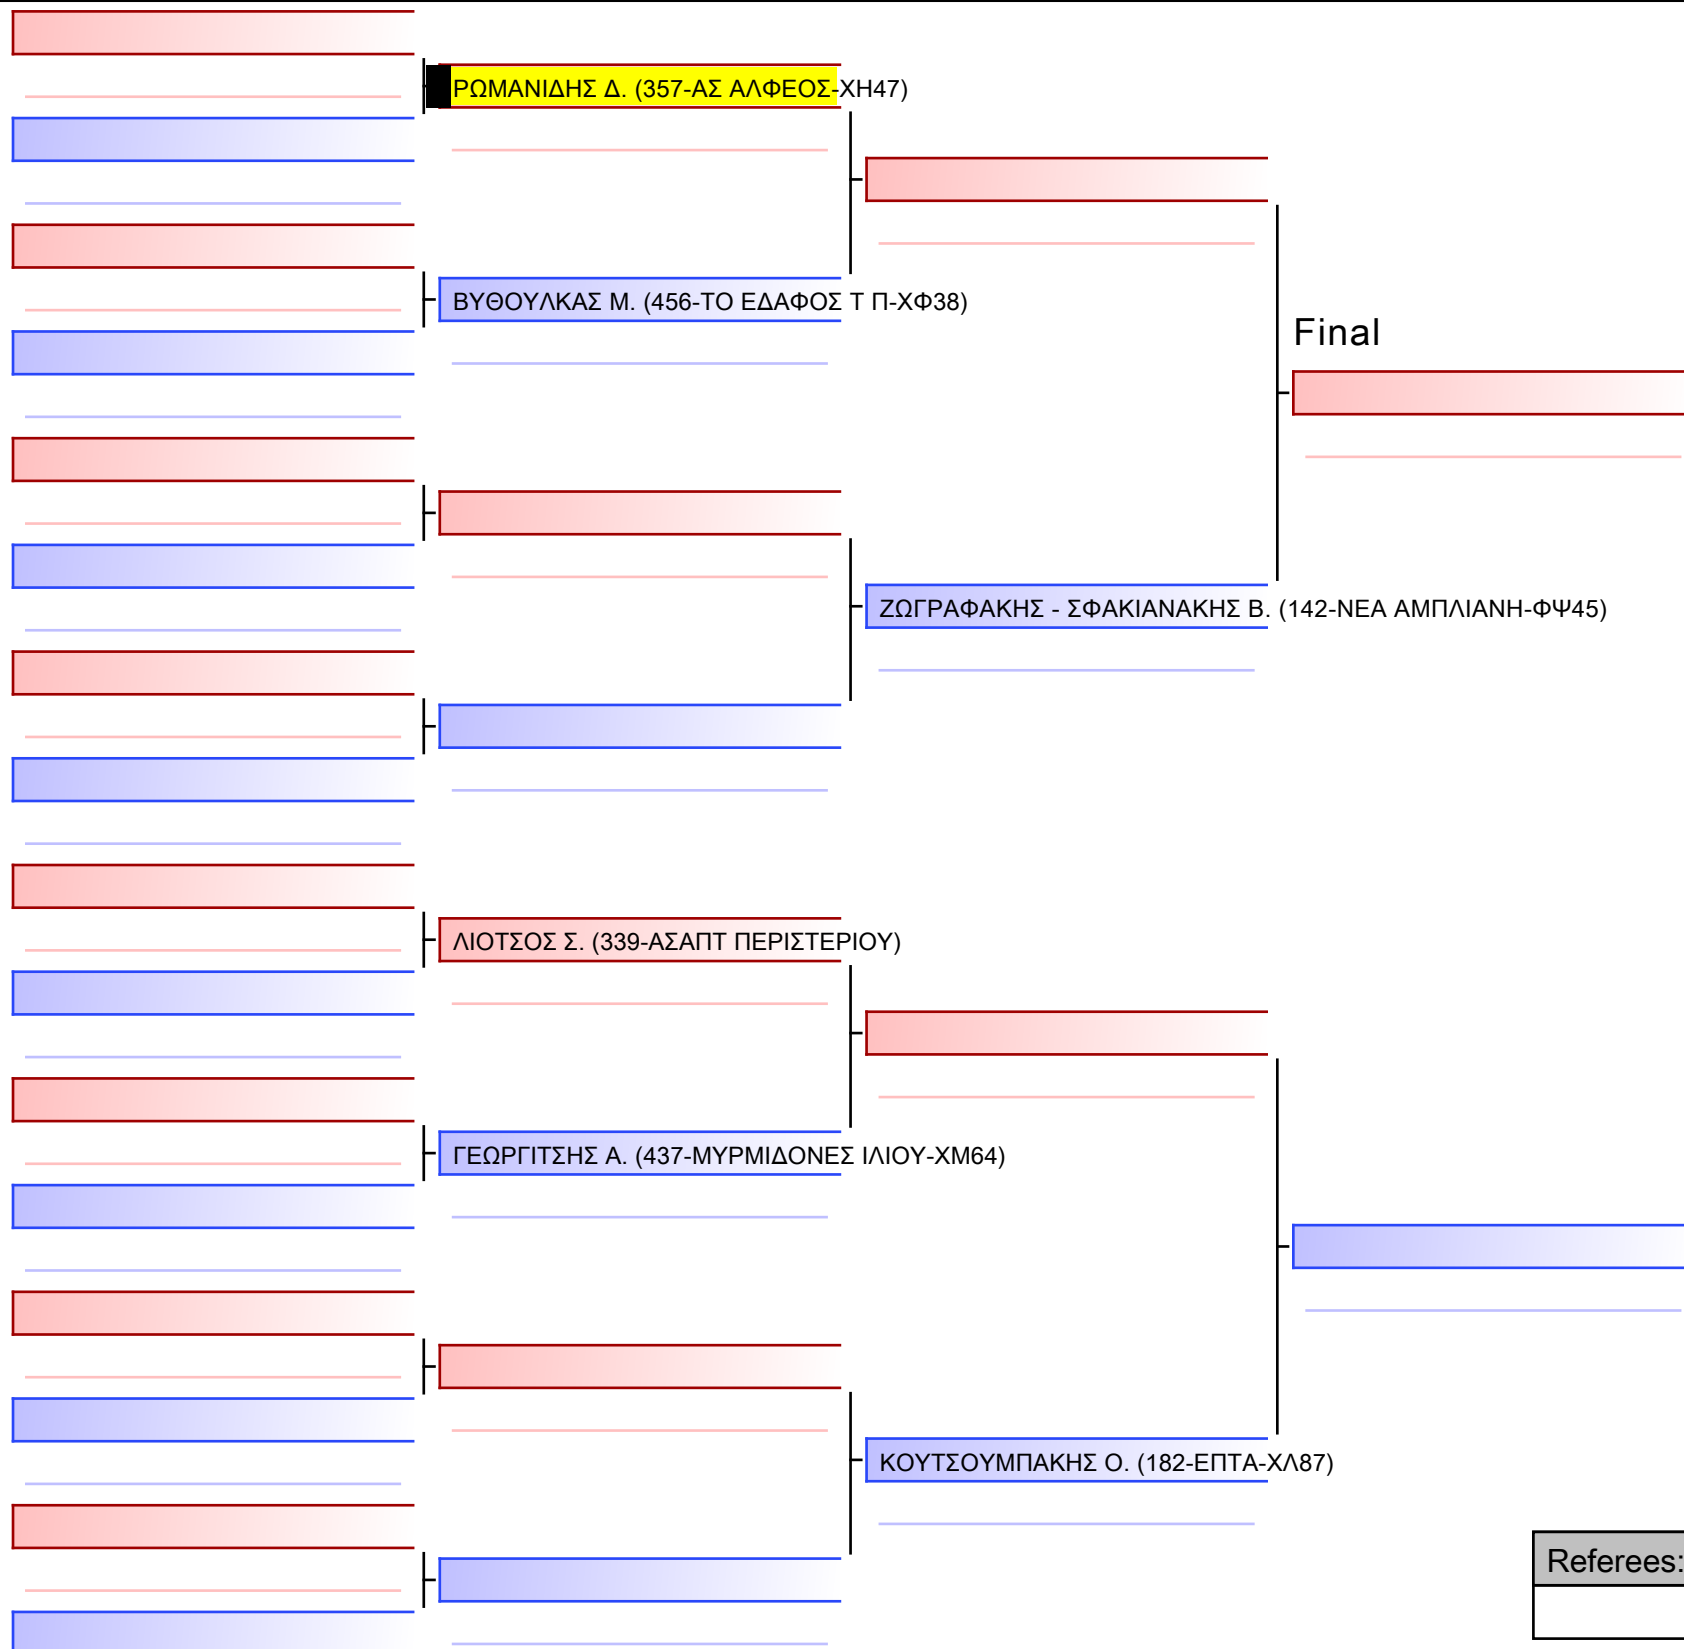 ΡΩΜΑΝΙΔΗΣ Δ. (357-ΑΣ ΑΛΦΕΟΣ-ΧΗ47)
ΒΥΘΟΥΛΚΑΣ Μ. (456-ΤΟ ΕΔΑΦΟΣ Τ Π-ΧΦ38)
Final
ΖΩΓΡΑΦΑΚΗΣ - ΣΦΑΚΙΑΝΑΚΗΣ Β. (142-ΝΕΑ ΑΜΠΛΙΑΝΗ-ΦΨ45)
ΛΙΟΤΣΟΣ Σ. (339-ΑΣΑΠΤ ΠΕΡΙΣΤΕΡΙΟΥ)
ΓΕΩΡΓΙΤΣΗΣ Α. (437-ΜΥΡΜΙΔΟΝΕΣ ΙΛΙΟΥ-ΧΜ64)
ΚΟΥΤΣΟΥΜΠΑΚΗΣ Ο. (182-ΕΠΤΑ-ΧΛ87)
Referees: